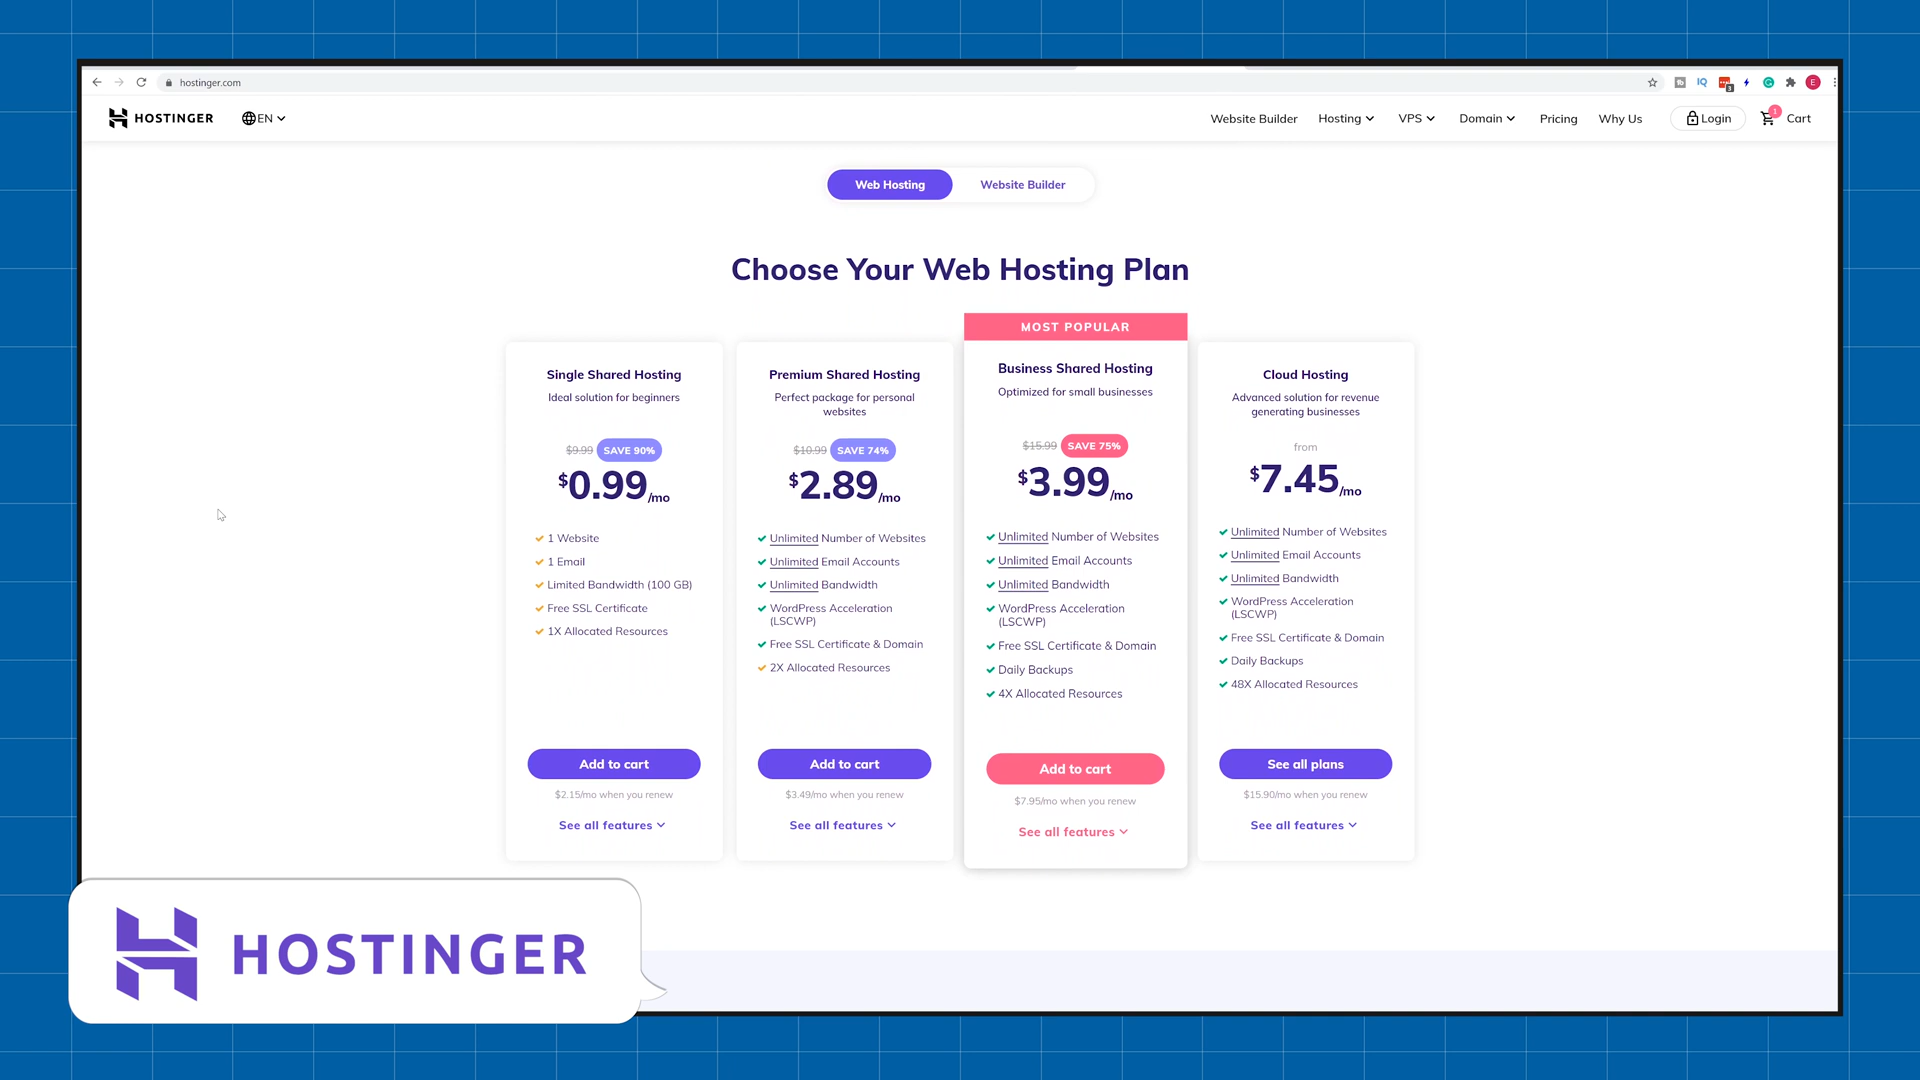 hostinger.com
IQ
3
E
HOSTINGER
EN
Website Builder
Hosting
VPS
Domain
Pricing
Why Us
Login
1
Cart
Web Hosting
Website Builder
Choose Your Web Hosting Plan
Single Shared Hosting
Ideal solution for beginners
$9.99 SAVE 90%
$0.99/mo
1 Website
1 Email
Limited Bandwidth (100 GB)
Free SSL Certificate
1X Allocated Resources
Add to cart
$2.15/mo when you renew
See all features
Premium Shared Hosting
Perfect package for personal
websites
$10.99 SAVE 74%
$2.89/mo
Unlimited Number of Websites
Unlimited Email Accounts
Unlimited Bandwidth
WordPress Acceleration
(LSCWP)
Free SSL Certificate & Domain
2X Allocated Resources
Add to cart
$3.49/mo when you renew
See all features
MOST POPULAR
Business Shared Hosting
Optimized for small businesses
$15.99 SAVE 75%
$3.99/mo
Unlimited Number of Websites
Unlimited Email Accounts
Unlimited Bandwidth
WordPress Acceleration
(LSCWP)
Free SSL Certificate & Domain
Daily Backups
4X Allocated Resources
Add to cart
$7.95/mo when you renew
See all features
Cloud Hosting
Advanced solution for revenue
generating businesses
from
$7.45/mo
Unlimited Number of Websites
Unlimited Email Accounts
Unlimited Bandwidth
WordPress Acceleration
(LSCWP)
Free SSL Certificate & Domain
Daily Backups
48X Allocated Resources
See all plans
$15.90/mo when you renew
See all features
HOSTINGER